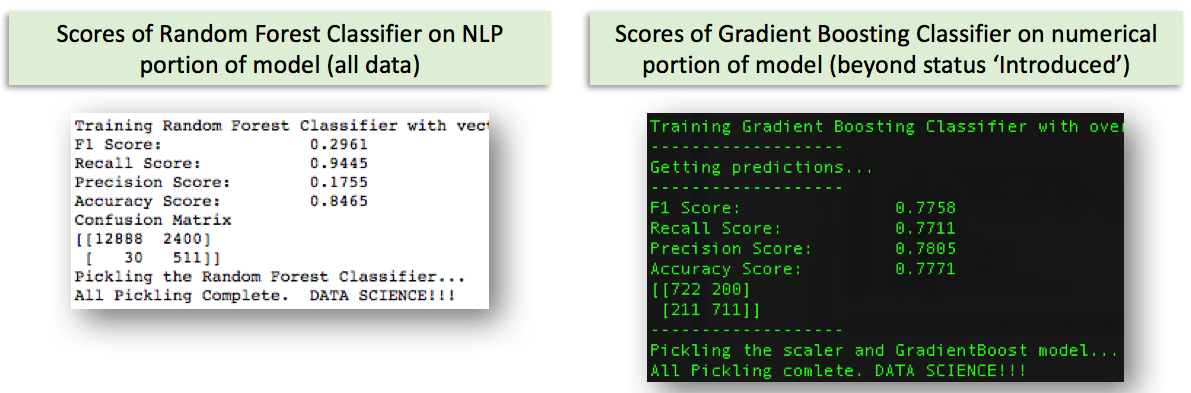 Scores of Random Forest Classifier on NLP
portion of model (all data)
Training Random Forest Classifier with
F1 Score: 0.2961
Recall Score: 0.9445
Precision Score: 0.1755
Accuracy Score: 0.8465
Confusion Matrix
[[12888 2400]
[ 30 511]]
Pickling the Random Forest Classifier...
All Pickling Complete. DATA SCIENCE!!!
Scores of Gradient Boosting Classifier on numerical
portion of model (beyond status ‘Introduced’)
Training Gradient Boosting Classifier with
-------------------
Getting predictions...
-------------------
F1 Score: 0.7758
Recall Score: 0.7711
Precision Score: 0.7805
Accuracy Score: 0.7771
[[722 200]
[211 711]]
-------------------
Pickling the scaler and GradientBoost model...
All Pickling comlete. DATA SCIENCE!!!